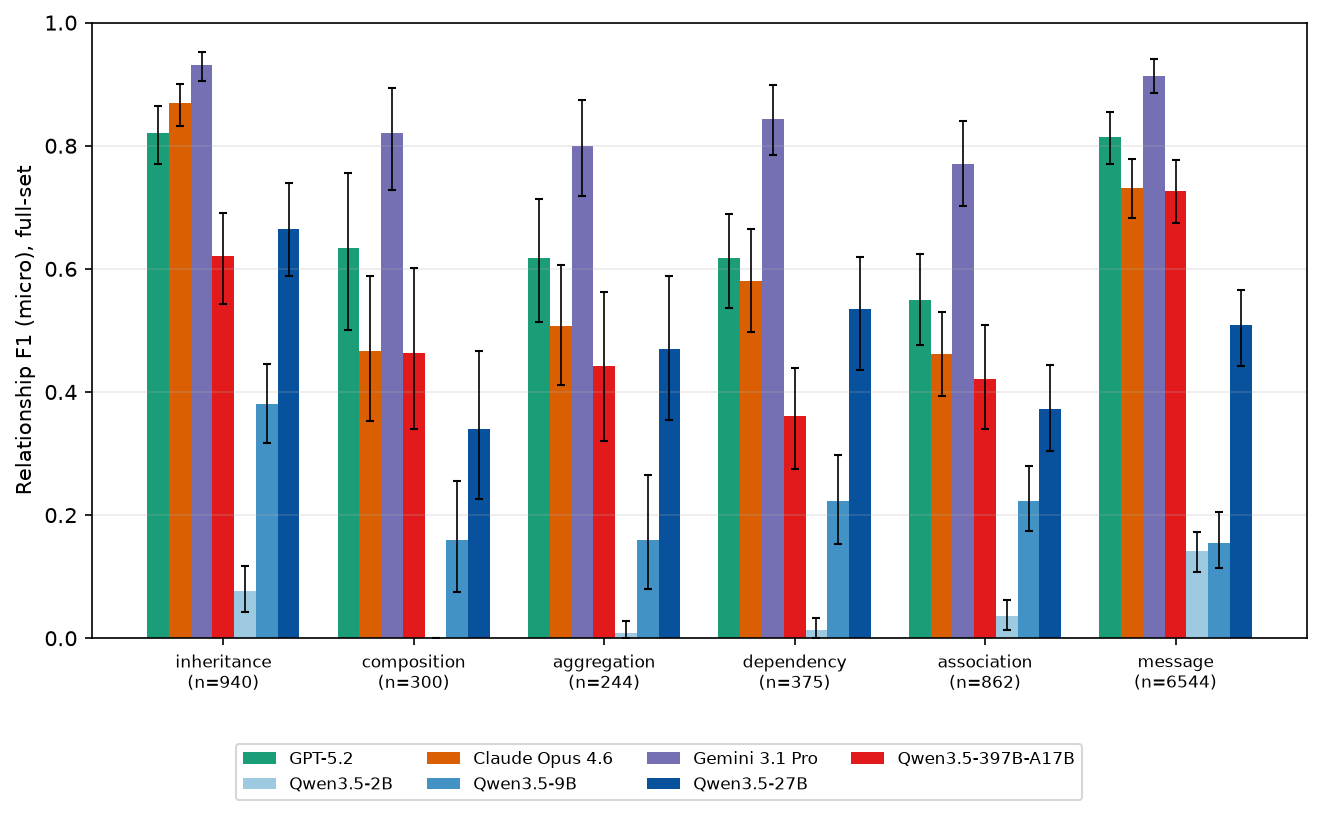 1.0
0.8
0.6
0.4
0.2
0.0
Relationship F1 (micro), full-set
inheritance
(n=940)
composition
(n=300)
aggregation
(n=244)
dependency
(n=375)
association
(n=862)
message
(n=6544)
GPT-5.2
Claude Opus 4.6
Gemini 3.1 Pro
Qwen3.5-397B-A17B
Qwen3.5-2B
Qwen3.5-9B
Qwen3.5-27B